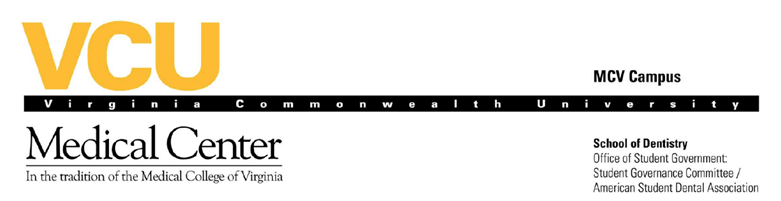 VCU
MCV Campus
Virginia Commonwealth University
Medical Center
In the tradition of the Medical College of Virginia
School of Dentistry
Office of Student Government:
Student Governance Committee /
American Student Dental Association